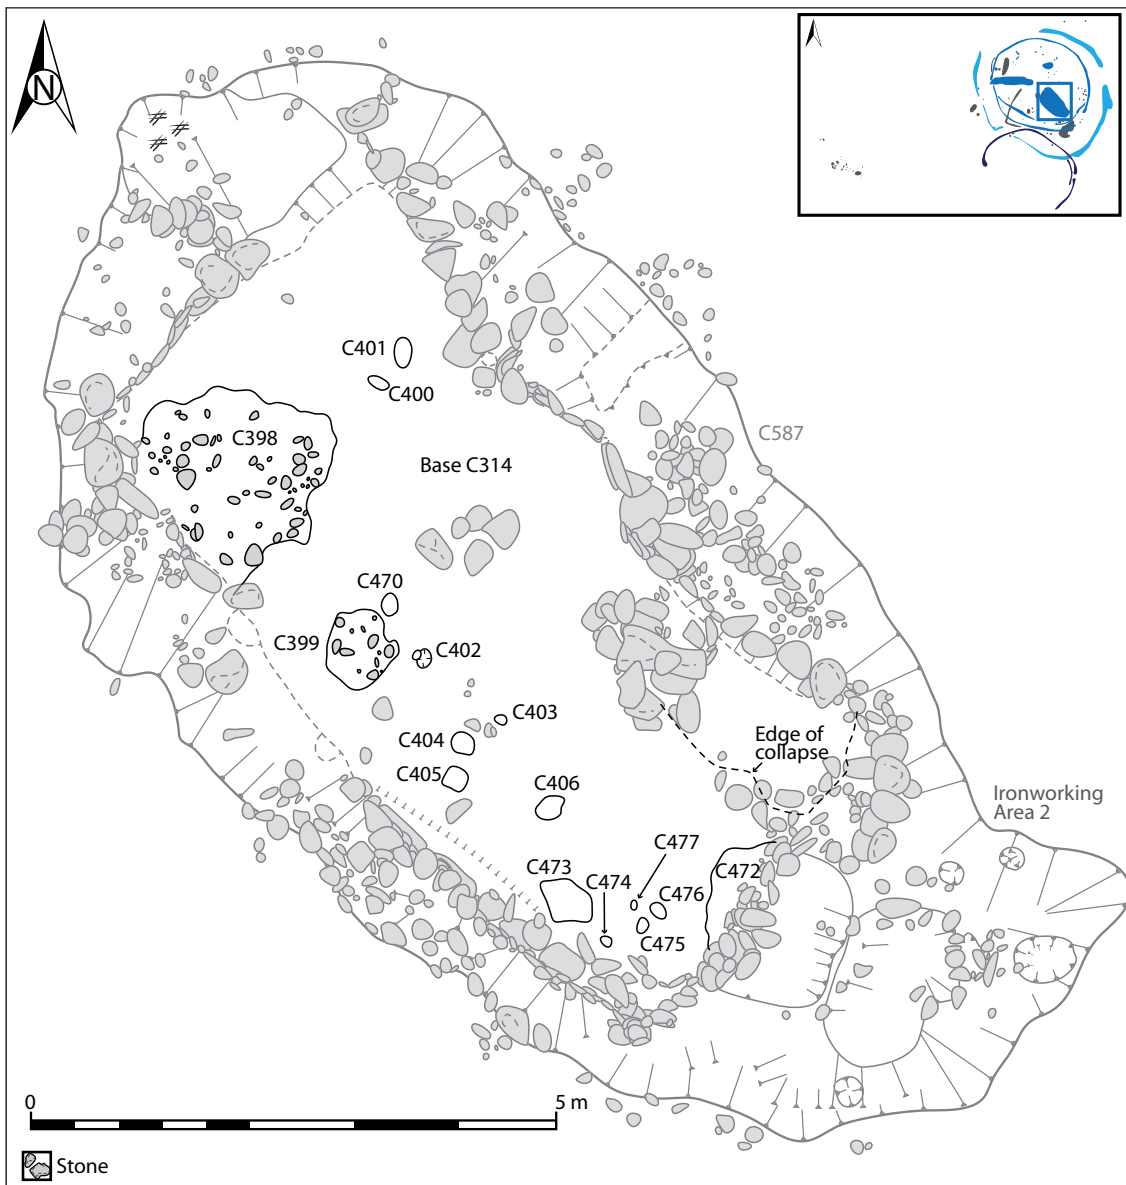 N
C401
C400
C398
C587
Base C314
C470
C399
C402
C403
C404
Edge of
collapse
C405
C406
Ironworking
Area 2
C477
C473
C474
C472
C476
C475
0
5 m
Stone